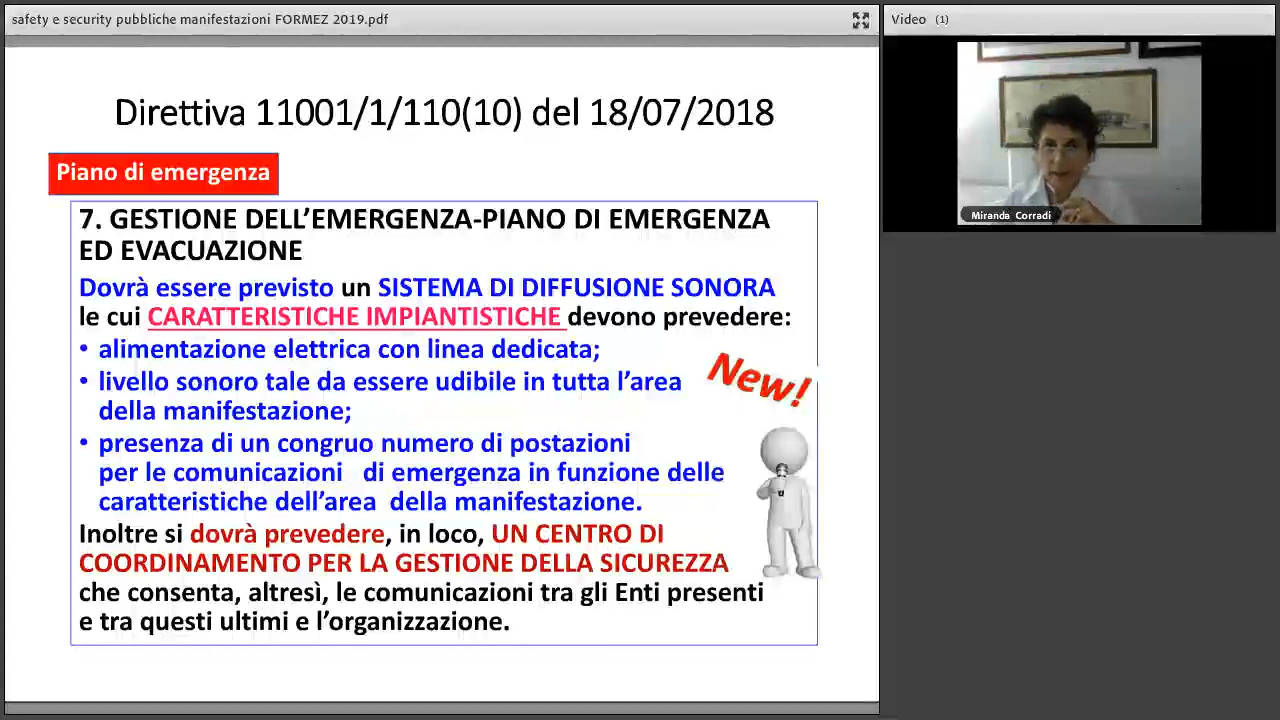 safety e security pubbliche manifestazioni FORMEZ 2019.pdf
Video (1)
Direttiva 11001/1/110(10) del 18/07/2018
Piano di emergenza
7. GESTIONE DELL’EMERGENZA-PIANO DI EMERGENZA
ED EVACUAZIONE
Dovrà essere previsto un SISTEMA DI DIFFUSIONE SONORA
le cui CARATTERISTICHE IMPIANTISTICHE devono prevedere:
• alimentazione elettrica con linea dedicata;
• livello sonoro tale da essere udibile in tutta l’area
della manifestazione;
• presenza di un congruo numero di postazioni
per le comunicazioni di emergenza in funzione delle
caratteristiche dell’area della manifestazione.
New!
Inoltre si dovrà prevedere, in loco, UN CENTRO DI
COORDINAMENTO PER LA GESTIONE DELLA SICUREZZA
che consenta, altresì, le comunicazioni tra gli Enti presenti
e tra questi ultimi e l’organizzazione.
Miranda Corradi